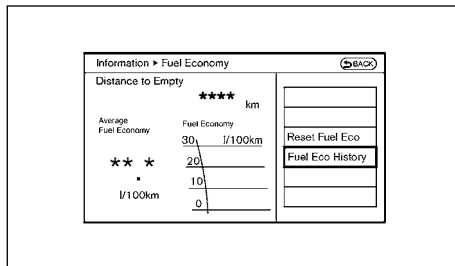 Information ▸ Fuel Economy
BACK
Distance to Empty
**** km
Average
Fuel Economy
** *
.
l/100km
Fuel Economy
30 l/100km
20
10
0
Reset Fuel Eco
Fuel Eco History